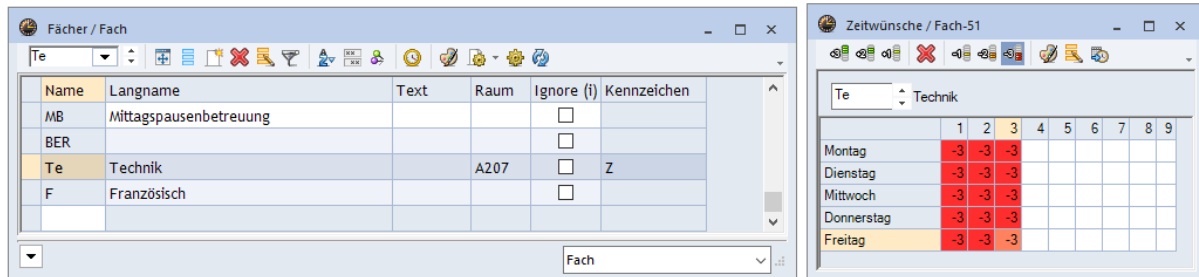 Fächer / Fach
Te
Name Langname Text Raum Ignore (i) Kennzeichen
MB Mittagspausenbetreuung
BER
Te Technik A207 Z
F Französisch
Fach
Zeitwünsche / Fach-51
Te Technik
1 2 3 4 5 6 7 8 9
Montag -3 -3 -3
Dienstag -3 -3 -3
Mittwoch -3 -3 -3
Donnerstag -3 -3 -3
Freitag -3 -3 -3